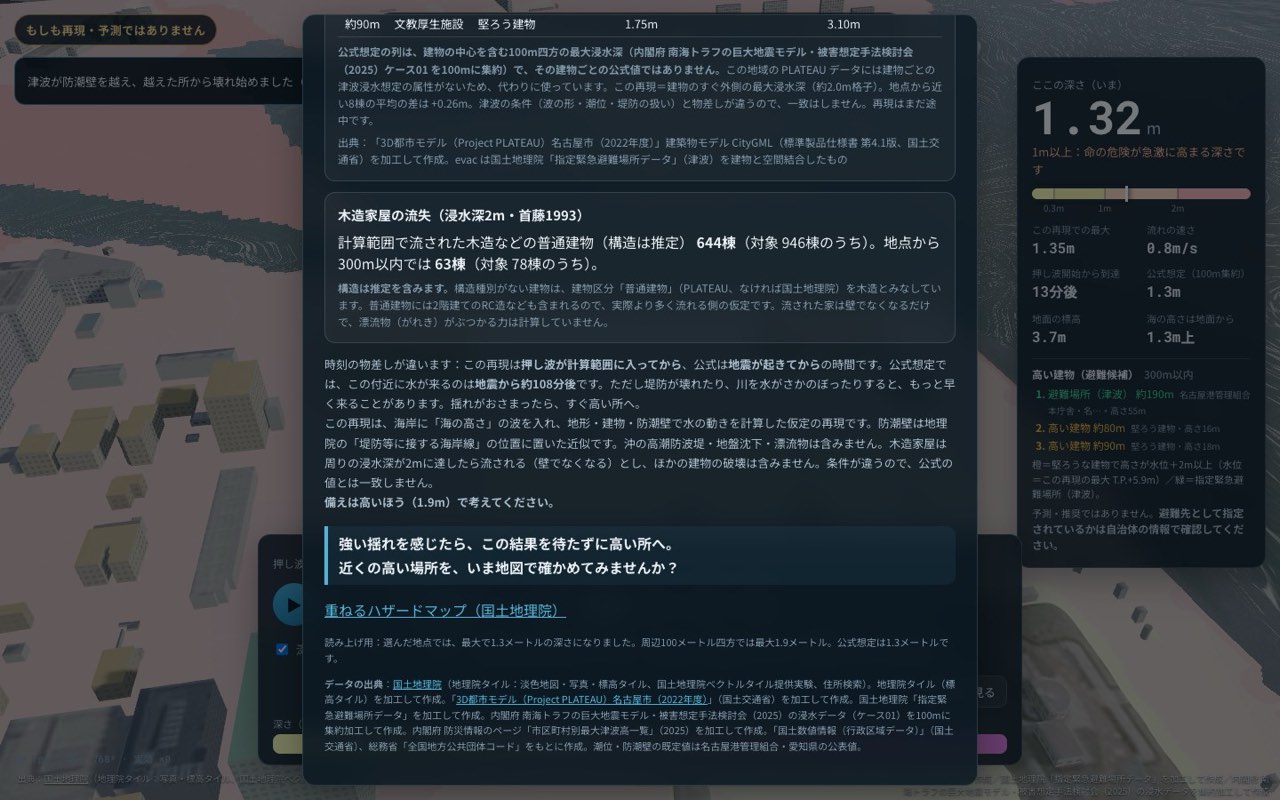 もしも再現・予測ではありません
津波が防潮壁を越え、越えた所から壊れ始めました
約90m 文教厚生施設 堅ろう建物 1.75m 3.10m
公式想定の列は、建物の中心を含む100m四方の最大浸水深（内閣府 南海トラフの巨大地震モデル・被害想定手法検討会
（2025）ケース01 を100mに集約）で、その建物ごとの公式値ではありません。この地域の PLATEAU データには建物ごとの
津波浸水想定の属性がないため、代わりに使っています。この再現＝建物のすぐ外側の最大浸水深（約2.0m格子）。地点から近
い8棟の平均の差は +0.26m。津波の条件（波の形・潮位・堤防の扱い）と物差しが違うので、一致はしません。再現はまだ途
中です。
出典：「3D都市モデル（Project PLATEAU）名古屋市（2022年度）」建築物モデル CityGML（標準製品仕様書 第4.1版、国土交
通省）を加工して作成。evac は国土地理院「指定緊急避難場所データ」（津波）を建物と空間結合したもの
木造家屋の流失（浸水深2m・首藤1993）
計算範囲で流された木造などの普通建物（構造は推定） 644棟（対象 946棟のうち）。地点から
300m以内では 63棟（対象 78棟のうち）。
構造は推定を含みます。構造種別がない建物は、建物区分「普通建物」（PLATEAU、なければ国土地理院）を木造とみなしてい
ます。普通建物には2階建てのRC造なども含まれるので、実際より多く流れる側の仮定です。流された家は壁でなくなるだけ
で、漂流物（がれき）がぶつかる力は計算していません。
時刻の物差しが違います：この再現は押し波が計算範囲に入ってから、公式は地震が起きてからの時間です。公式想定で
は、この付近に水が来るのは地震から約108分後です。ただし堤防が壊れたり、川を水がさかのぼったりすると、もっと早
く来ることがあります。揺れがおさまったら、すぐ高い所へ。
この再現は、海岸に「海の高さ」の波を入れ、地形・建物・防潮壁で水の動きを計算した仮定の再現です。防潮壁は地理
院の「堤防等に接する海岸線」の位置に置いた近似です。沖の高潮防波堤・地盤沈下・漂流物は含みません。木造家屋は
周りの浸水深が2mに達したら流される（壁でなくなる）とし、ほかの建物の破壊は含みません。条件が違うので、公式の
値とは一致しません。
備えは高いほう（1.9m）で考えてください。
強い揺れを感じたら、この結果を待たずに高い所へ。
近くの高い場所を、いま地図で確かめてみませんか？
重ねるハザードマップ（国土地理院）
読み上げ用：選んだ地点では、最大で1.3メートルの深さになりました。周辺100メートル四方では最大1.9メートル。公式想定は1.3メートルで
す。
データの出典：国土地理院（地理院タイル：淡色地図・写真・標高タイル、国土地理院ベクトルタイル提供実験、住所検索）。地理院タイル（標
高タイル）を加工して作成。「3D都市モデル（Project PLATEAU）名古屋市（2022年度）」（国土交通省）を加工して作成。国土地理院「指定緊
急避難場所データ」を加工して作成。内閣府 南海トラフの巨大地震モデル・被害想定手法検討会（2025）の浸水データ（ケース01）を100mに
集約加工して作成。内閣府 防災情報のページ「市区町村別最大津波高一覧」（2025）を加工して作成。「国土数値情報（行政区域データ）」（国土
交通省）、総務省「全国地方公共団体コード」をもとに作成。潮位・防潮壁の既定値は名古屋港管理組合・愛知県の公表値。
ここの深さ（いま）
1.32 m
1m以上：命の危険が急激に高まる深さで
す
0.3m 1m 2m
この再現での最大 流れの速さ
1.35m 0.8m/s
押し波開始から到達 公式想定（100m集約）
13分後 1.3m
地面の標高 海の高さは地面から
3.7m 1.3m上
高い建物（避難候補） 300m以内
1. 避難場所（津波） 約190m 名古屋港管理組合
本庁舎・名…・高さ55m
2. 高い建物 約80m 堅ろう建物・高さ16m
3. 高い建物 約90m 堅ろう建物・高さ18m
橙＝堅ろうな建物で高さが水位＋2m以上（水位
＝この再現の最大 T.P.+5.9m）／緑＝指定緊急避
難場所（津波）。
予測・推奨ではありません。避難先として指定
されているかは自治体の情報で確認してくだ
さい。
押し波
深さ（
見る